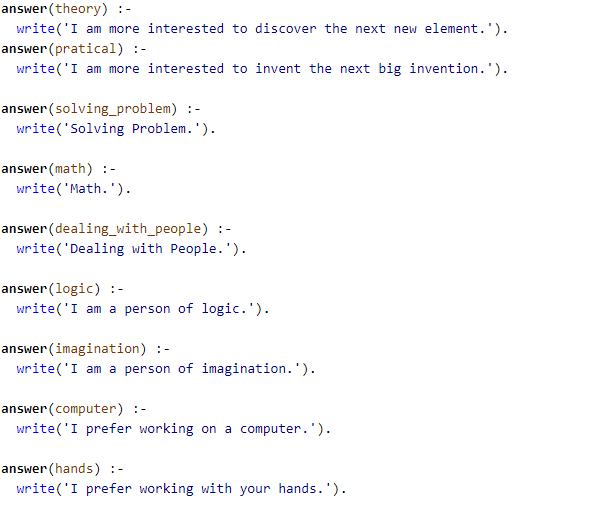 answer(theory) :-
  write('I am more interested to discover the next new element.').
answer(pratical) :-
  write('I am more interested to invent the next big invention.').

answer(solving_problem) :-
  write('Solving Problem.').

answer(math) :-
  write('Math.').

answer(dealing_with_people) :-
  write('Dealing with People.').

answer(logic) :-
  write('I am a person of logic.').

answer(imagination) :-
  write('I am a person of imagination.').

answer(computer) :-
  write('I prefer working on a computer.').

answer(hands) :-
  write('I prefer working with your hands.').